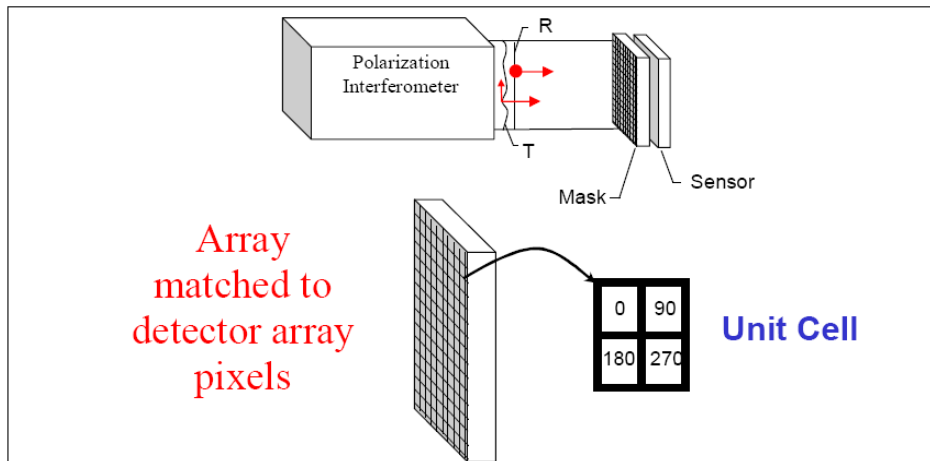 R
Polarization
Interferometer
T
Sensor
Mask
Array
matched to
detector array
pixels
0 90
180 270
Unit Cell